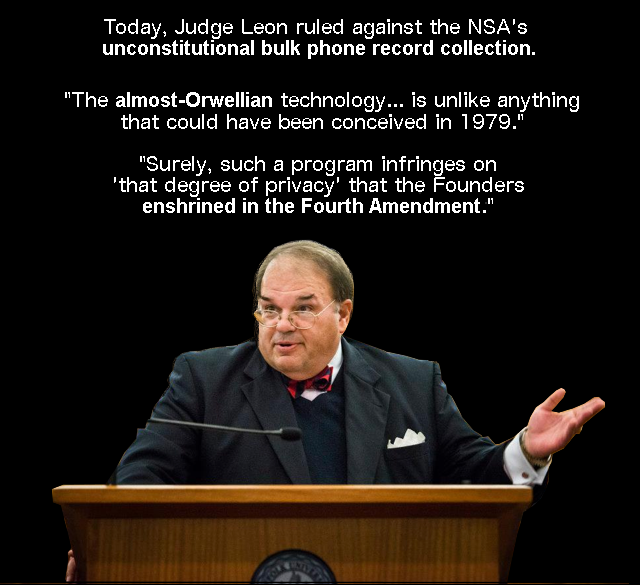 Today, Judge Leon ruled against the NSA's
unconstitutional bulk phone record collection.
"The almost-Orwellian technology... is unlike anything
that could have been conceived in 1979."
"Surely, such a program infringes on
'that degree of privacy' that the Founders
enshrined in the Fourth Amendment."